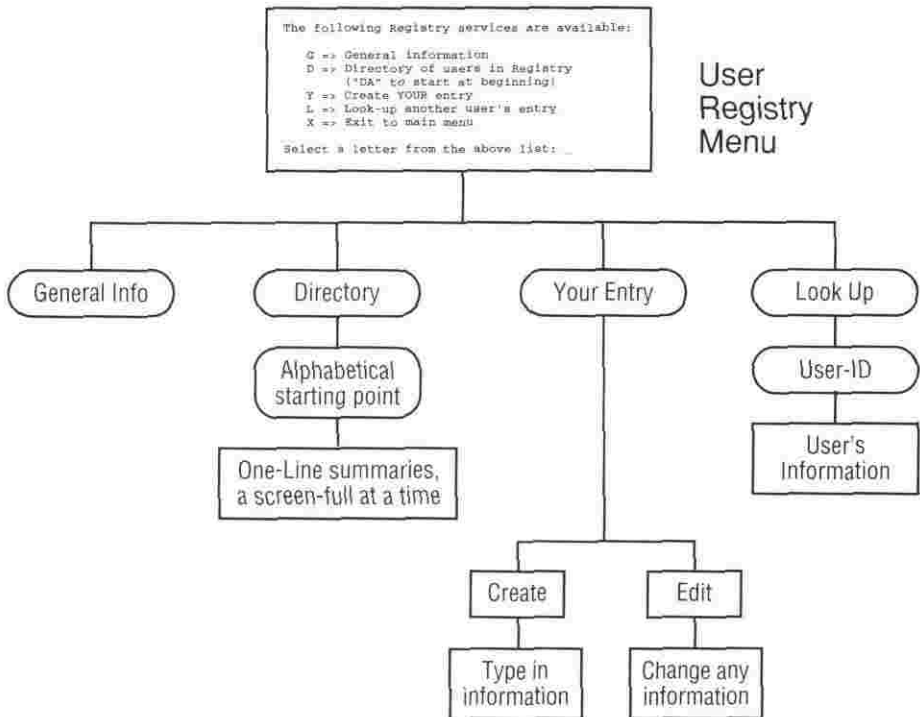 The following Registry services are available:
G => General information
D => Directory of users in Registry
("DA" to start at beginning)
Y => Create YOUR entry
L => Look-up another user's entry
X => Exit to main menu
Select a letter from the above list: _
User
Registry
Menu
General Info
Directory
Your Entry
Look Up
Alphabetical
starting point
User-ID
One-Line summaries,
a screen-full at a time
User's
Information
Create
Edit
Type in
information
Change any
information